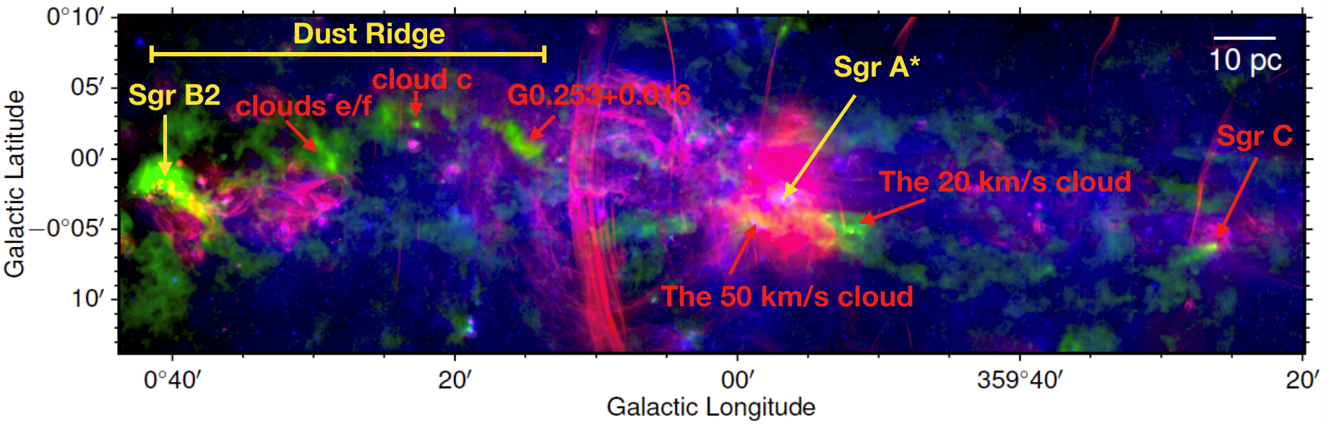 0°10′
Dust Ridge
10 pc
Sgr A*
cloud c
05′
Sgr B2
clouds e/f
G0.253+0.016
Sgr C
00′
The 20 km/s cloud
−0°05′
The 50 km/s cloud
10′
Galactic Latitude
0°40′
20′
00′
359°40′
20′
Galactic Longitude